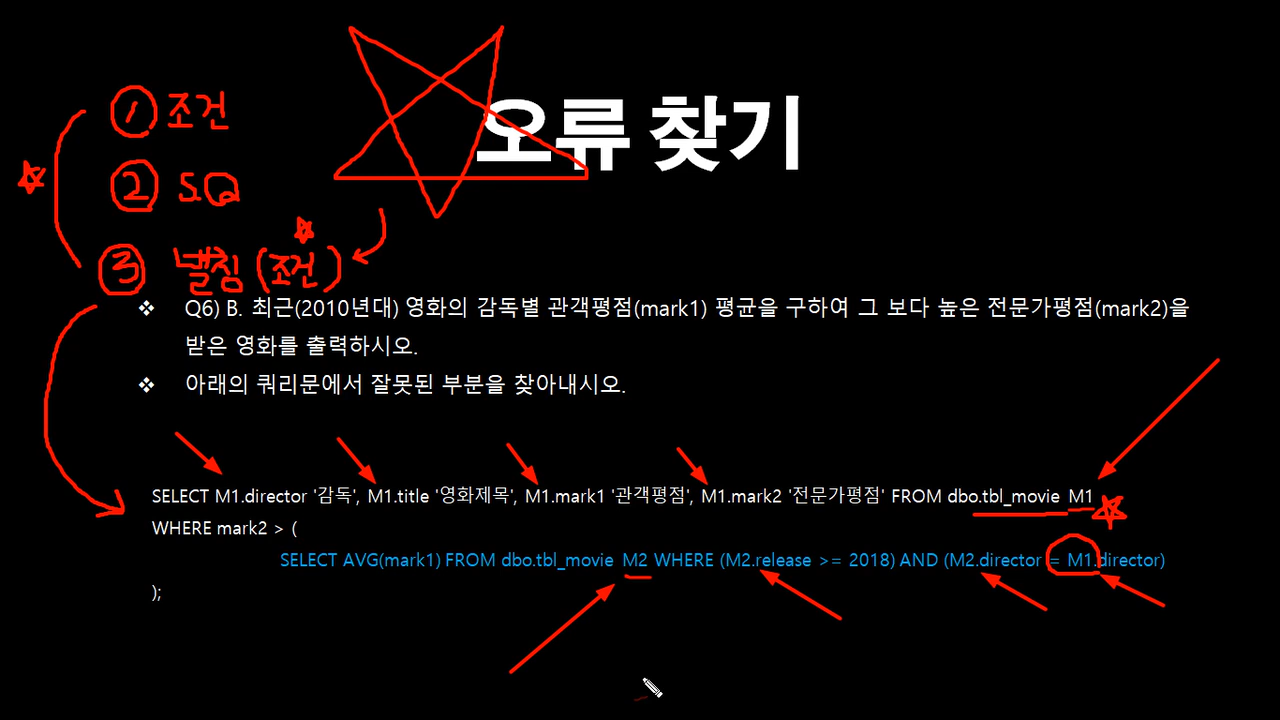 오류 찾기
① 조건
② SQ
③ 낼침 (조건)
❖ Q6) B. 최근(2010년대) 영화의 감독별 관객평점(mark1) 평균을 구하여 그 보다 높은 전문가평점(mark2)을
받은 영화를 출력하시오.
❖ 아래의 쿼리문에서 잘못된 부분을 찾아내시오.
SELECT M1.director '감독', M1.title '영화제목', M1.mark1 '관객평점', M1.mark2 '전문가평점' FROM dbo.tbl_movie M1
WHERE mark2 > (
SELECT AVG(mark1) FROM dbo.tbl_movie M2 WHERE (M2.release >= 2018) AND (M2.director = M1.director)
);